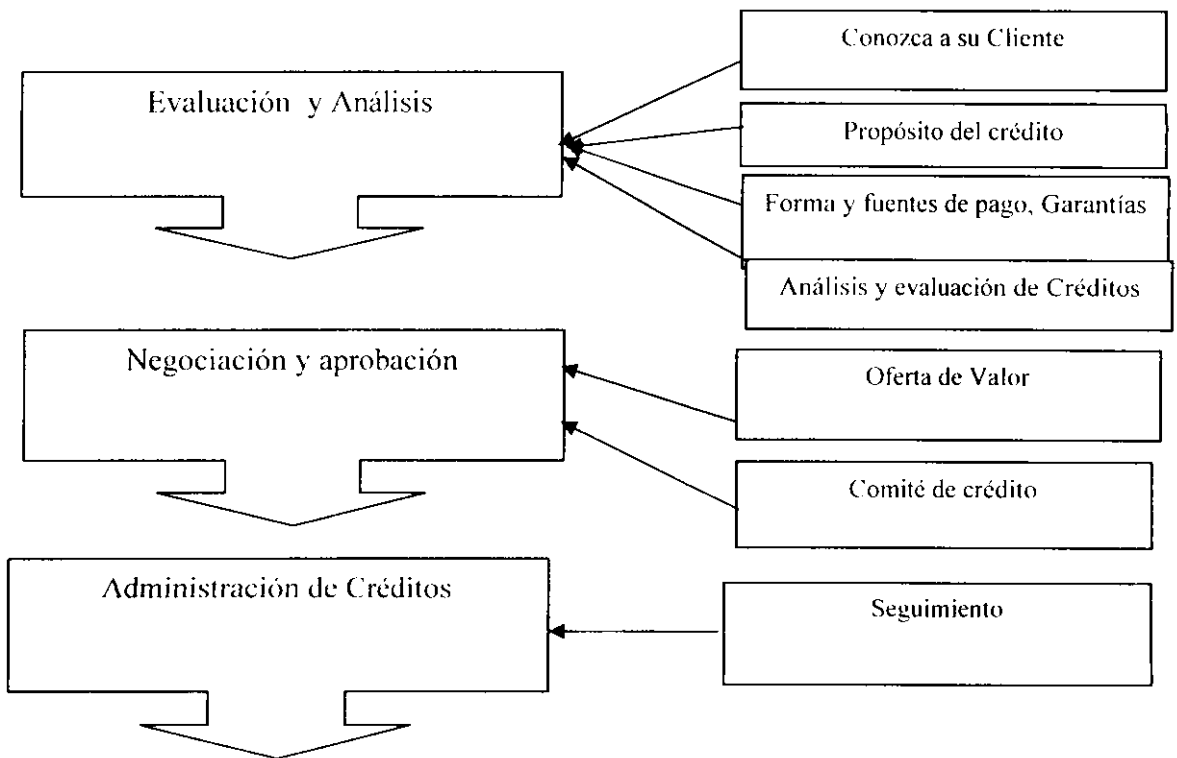 Evaluación y Análisis
Conozca a su Cliente
Propósito del crédito
Forma y fuentes de pago, Garantías
Análisis y evaluación de Créditos
Negociación y aprobación
Oferta de Valor
Comité de crédito
Administración de Créditos
Seguimiento